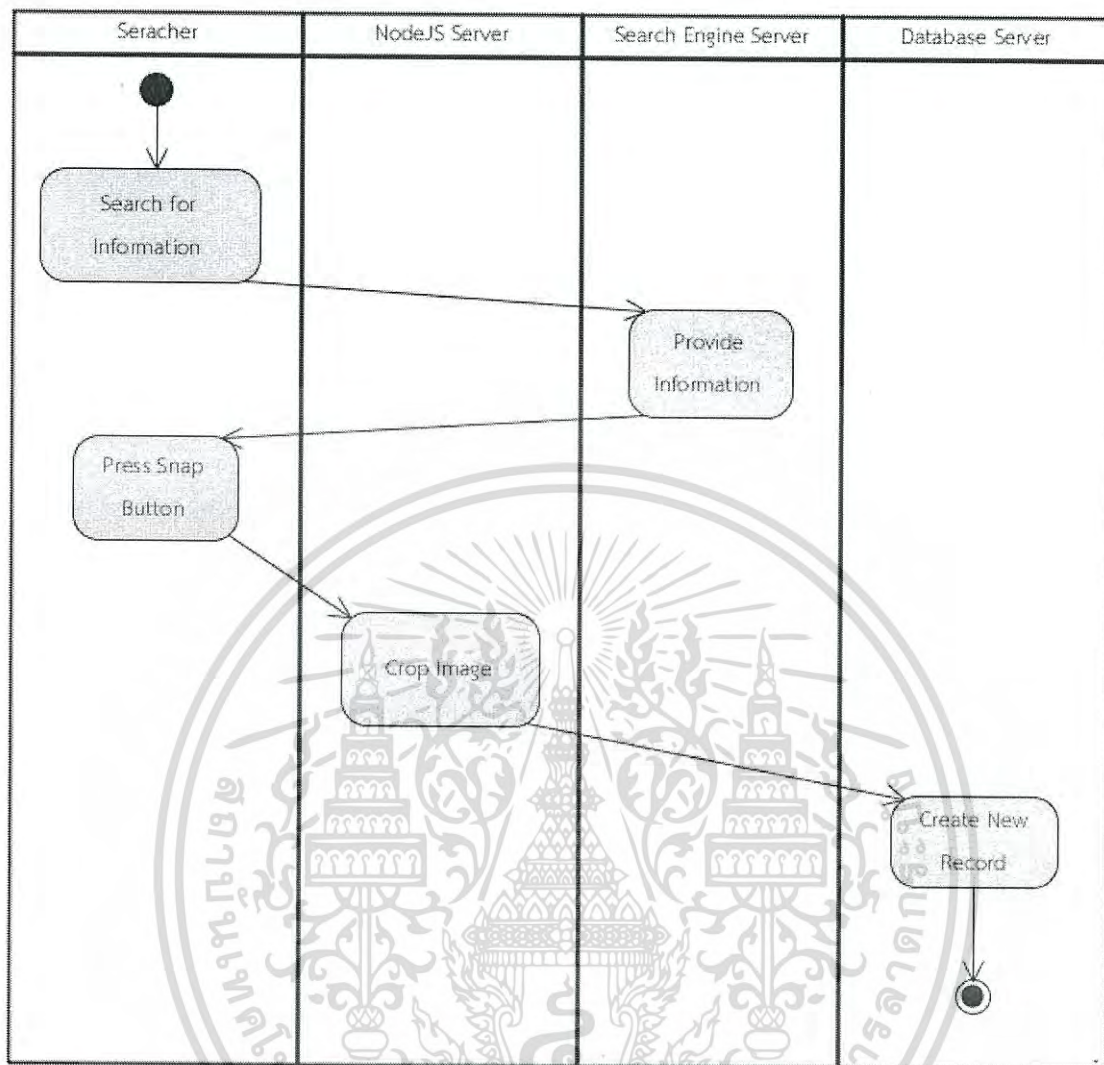 Seracher
NodeJS Server
Search Engine Server
Database Server
Search for
Information
Provide
Information
Press Snap
Button
Crop Image
Create New
Record